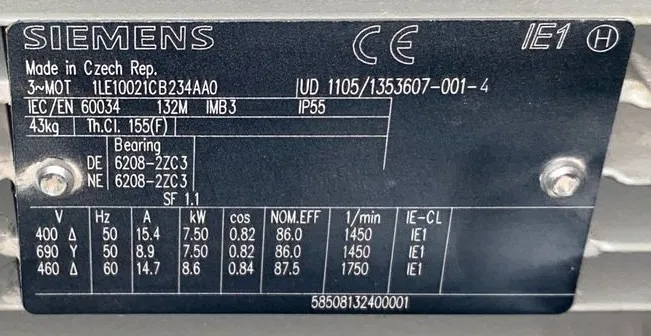 SIEMENS CE IE1 H
Made in Czech Rep.
3~MOT 1LE10021CB234AA0 IUD 1105/1353607-001-4
IEC/EN 60034 132M IMB3 IP55
43kg Th.Cl. 155(F)
Bearing
DE 6208-2ZC3
NE 6208-2ZC3
SF 1.1
V Hz A kW cos NOM.EFF 1/min IE-CL
400 Δ 50 15.4 7.50 0.82 86.0 1450 IE1
690 Y 50 8.9 7.50 0.82 86.0 1450 IE1
460 Δ 60 14.7 8.6 0.84 87.5 1750 IE1
58508132400001